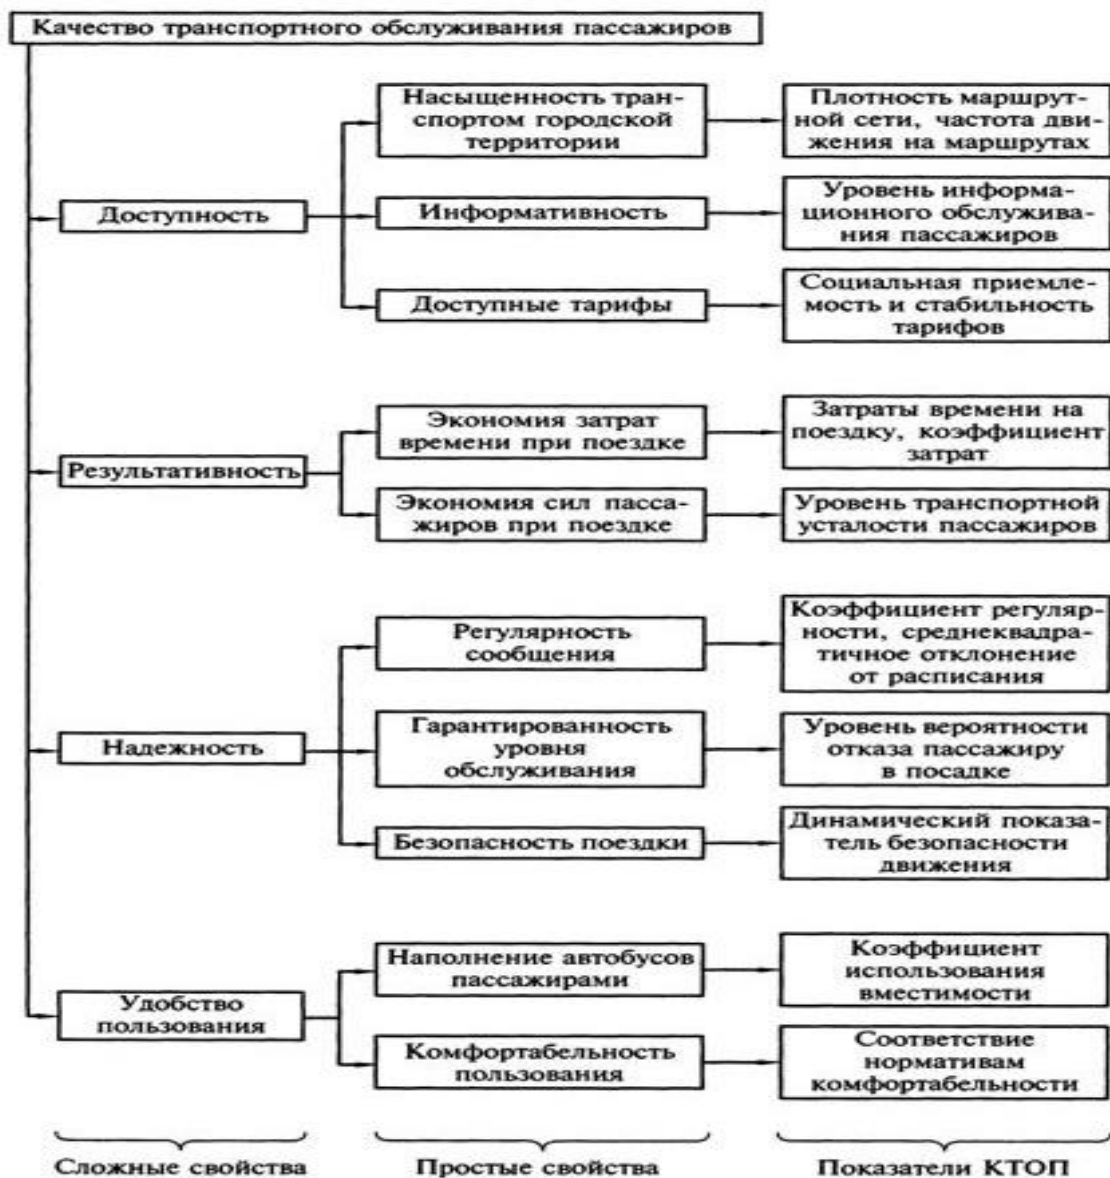 Качество транспортного обслуживания пассажиров
Доступность
Насыщенность тран-
спортом городской
территории
Плотность маршрут-
ной сети, частота дви-
жения на маршрутах
Информативность
Уровень информа-
ционного обслужива-
ния пассажиров
Доступные тарифы
Социальная приемле-
мость и стабильность
тарифов
Результативность
Экономия затрат
времени при поездке
Затраты времени на
поездку, коэффициент
затрат
Экономия сил пасса-
жиров при поездке
Уровень транспортной
усталости пассажиров
Надежность
Регулярность
сообщения
Коэффициент регуляр-
ности, среднеквадра-
тичное отклонение
от расписания
Гарантированность
уровня
обслуживания
Уровень вероятности
отказа пассажиру
в посадке
Безопасность поездки
Динамический показа-
тель безопасности
движения
Удобство
пользования
Наполнение автобусов
пассажирами
Коэффициент
использования
вместимости
Комфортабельность
пользования
Соответствие
нормативам
комфортабельности
Сложные свойства
Простые свойства
Показатели КТОП